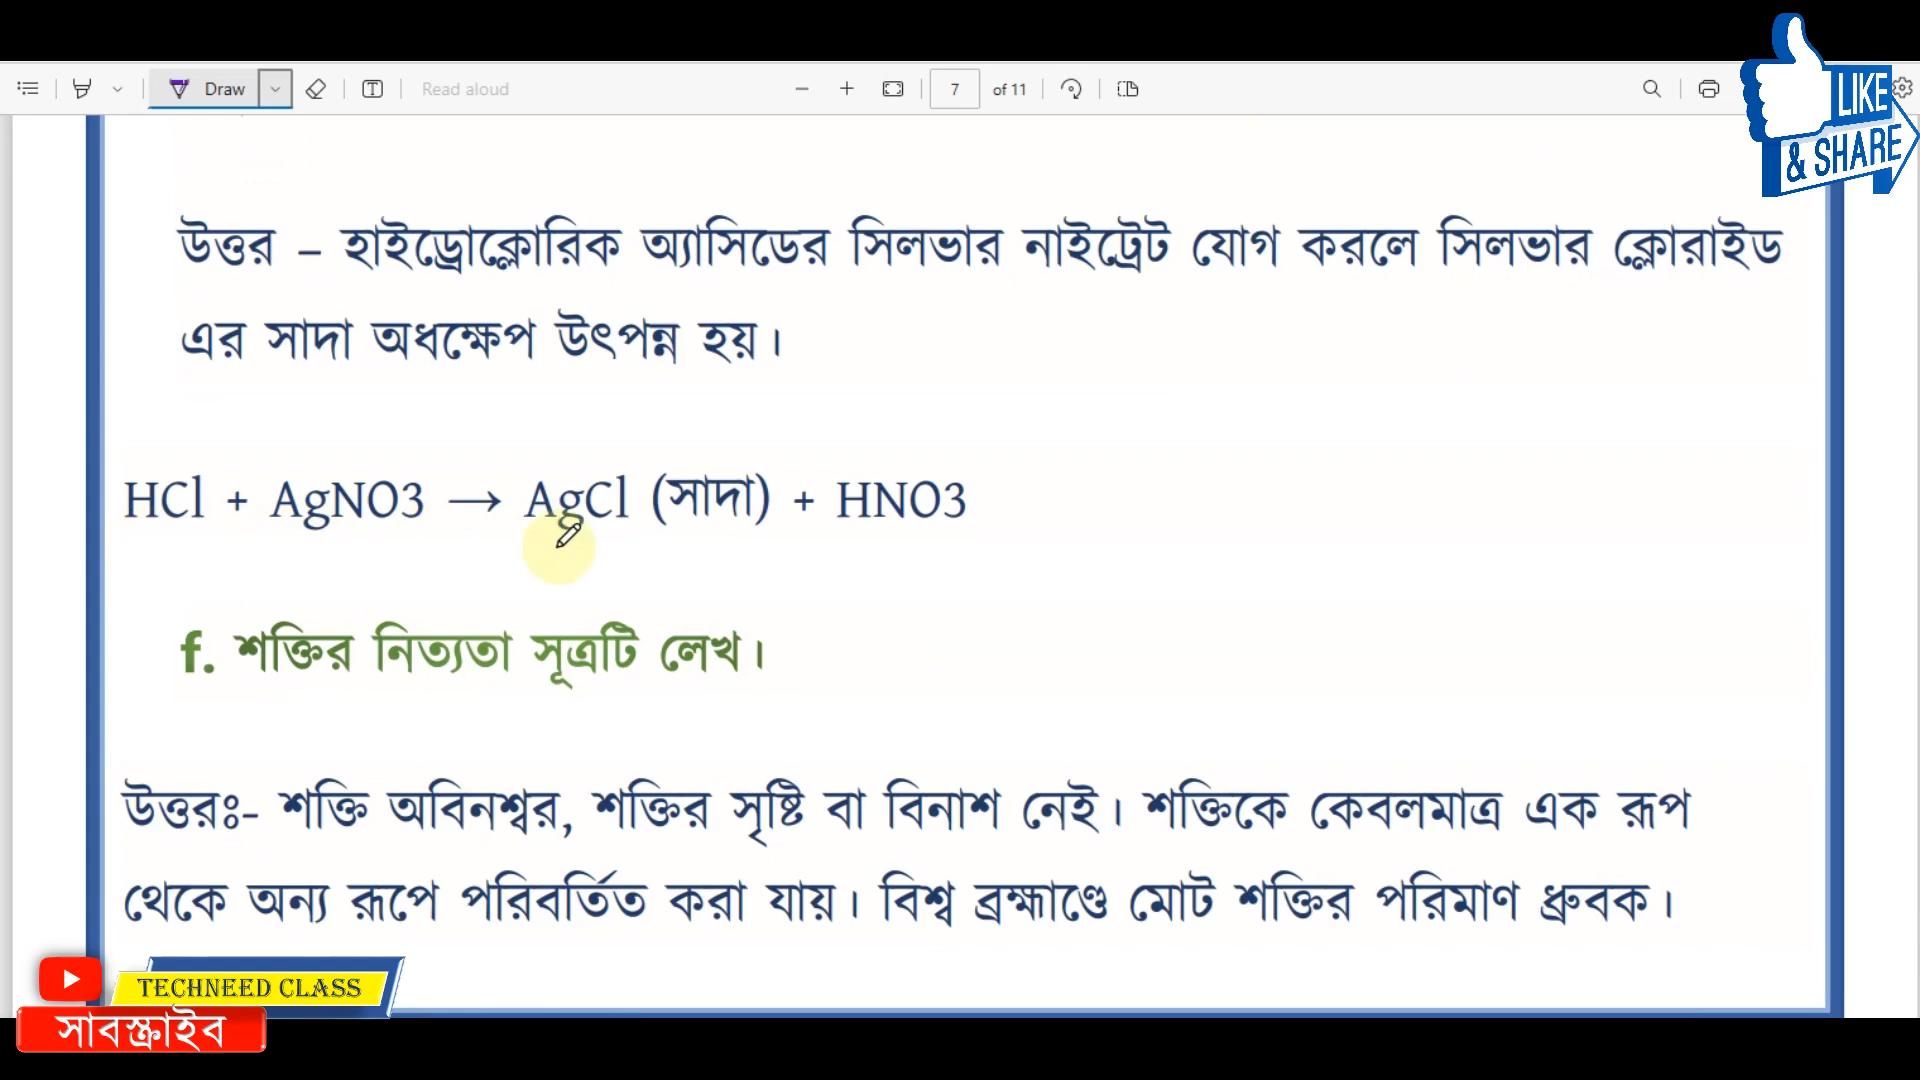 Draw
Read aloud
7 of 11
LIKE
& SHARE
উত্তর – হাইড্রোক্লোরিক অ্যাসিডের সিলভার নাইট্রেট যোগ করলে সিলভার ক্লোরাইড
এর সাদা অধক্ষেপ উৎপন্ন হয়।
HCl + AgNO3 → AgCl (সাদা) + HNO3
f. শক্তির নিত্যতা সূত্রটি লেখ।
উত্তরঃ- শক্তি অবিনশ্বর, শক্তির সৃষ্টি বা বিনাশ নেই। শক্তিকে কেবলমাত্র এক রূপ
থেকে অন্য রূপে পরিবর্তিত করা যায়। বিশ্ব ব্রহ্মাণ্ডে মোট শক্তির পরিমাণ ধ্রুবক।
TECHNEED CLASS
সাবস্ক্রাইব